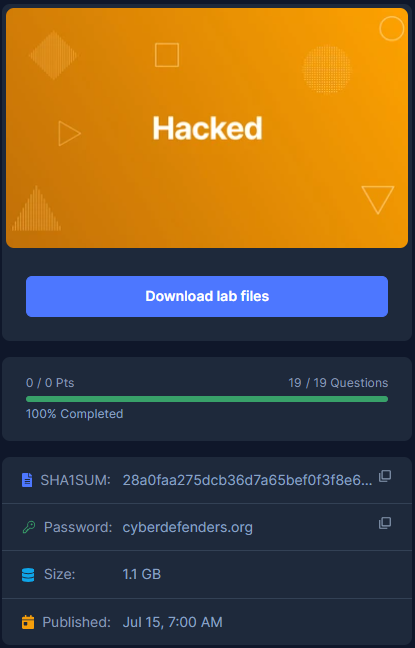 Hacked
Download lab files
0 / 0 Pts 19 / 19 Questions
100% Completed
SHA1SUM: 28a0faa275dcb36d7a65bef0f3f8e6...
Password: cyberdefenders.org
Size: 1.1 GB
Published: Jul 15, 7:00 AM